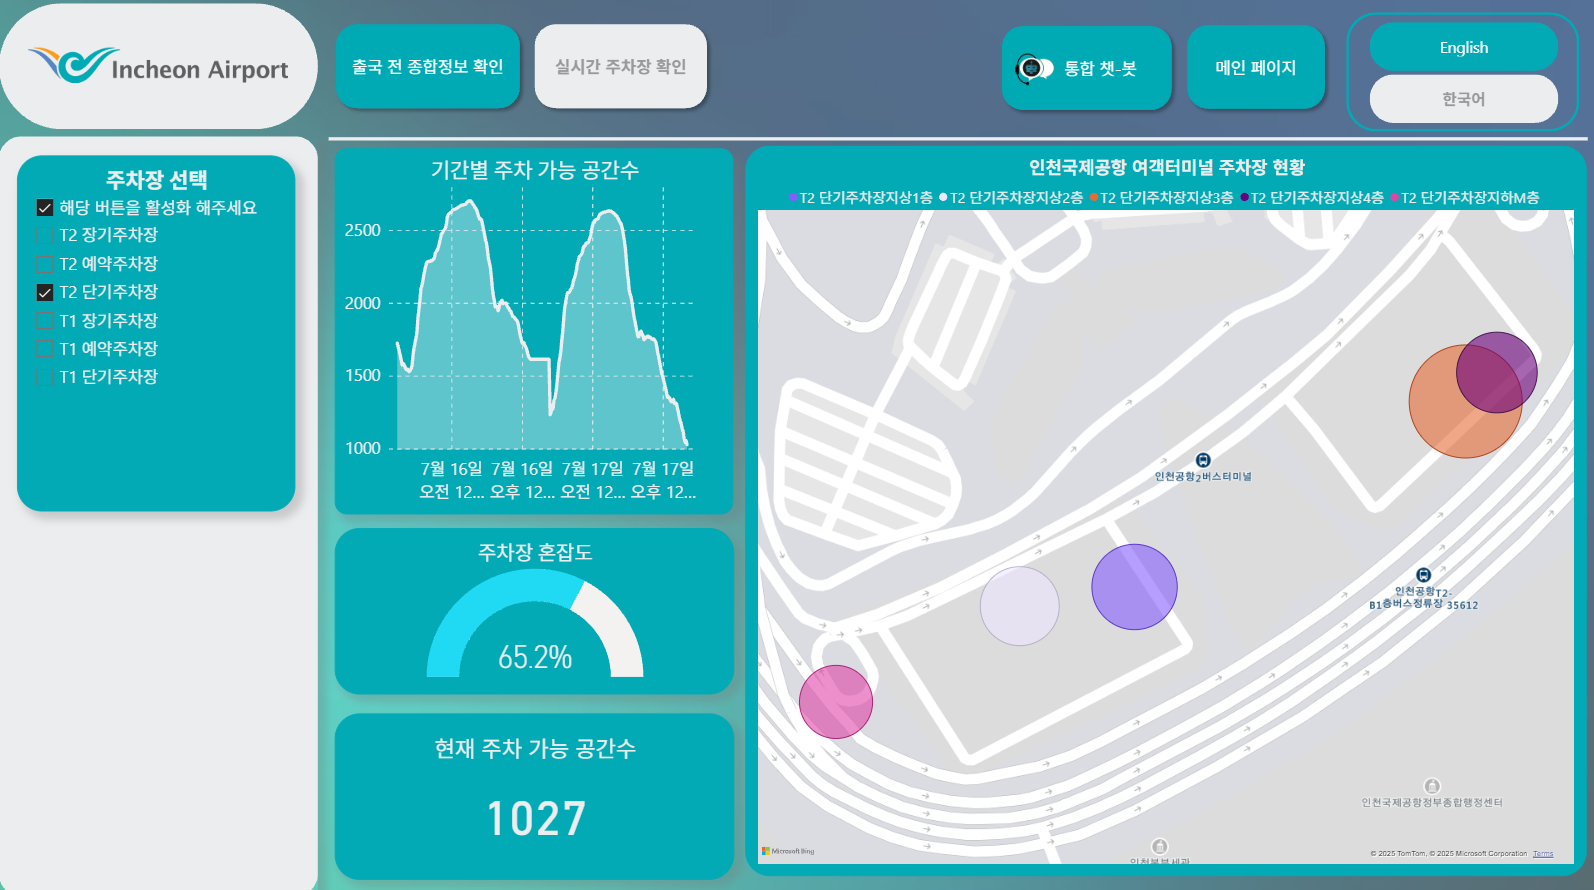 Incheon Airport
출국 전 종합정보 확인
실시간 주차장 확인
통합 챗-봇
메인 페이지
English
한국어
주차장 선택
해당 버튼을 활성화 해주세요
T2 장기주차장
T2 예약주차장
T2 단기주차장
T1 장기주차장
T1 예약주차장
T1 단기주차장
기간별 주차 가능 공간수
2500
2000
1500
1000
7월 16일 7월 16일 7월 17일 7월 17일
오전 12... 오후 12... 오전 12... 오후 12...
주차장 혼잡도
65.2%
현재 주차 가능 공간수
1027
인천국제공항 여객터미널 주차장 현황
T2 단기주차장지상1층 T2 단기주차장지상2층 T2 단기주차장지상3층 T2 단기주차장지상4층 T2 단기주차장지하M층
인천공항2버스터미널
인천공항T2-
B1층버스정류장 35612
인천국제공항정부종합행정센터
인천본부세관
Microsoft Bing
© 2025 TomTom, © 2025 Microsoft Corporation Terms